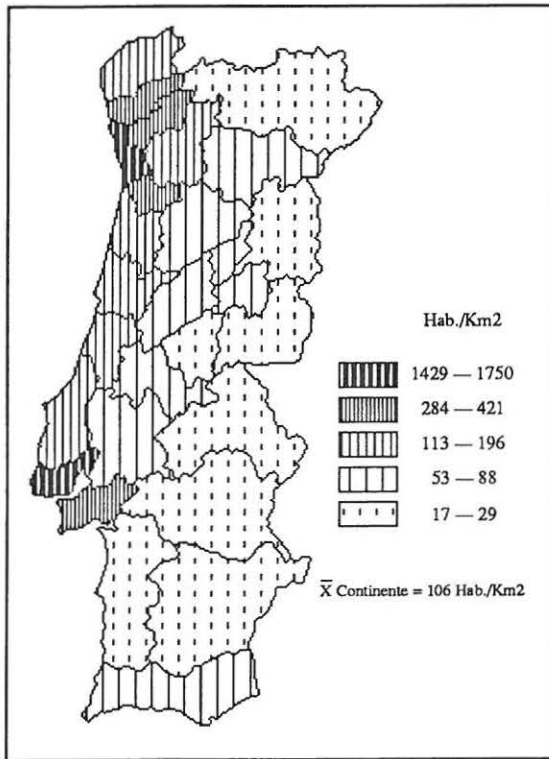 Hab./Km2
1429 — 1750
284 — 421
113 — 196
53 — 88
17 — 29
X̅ Continente = 106 Hab./Km2